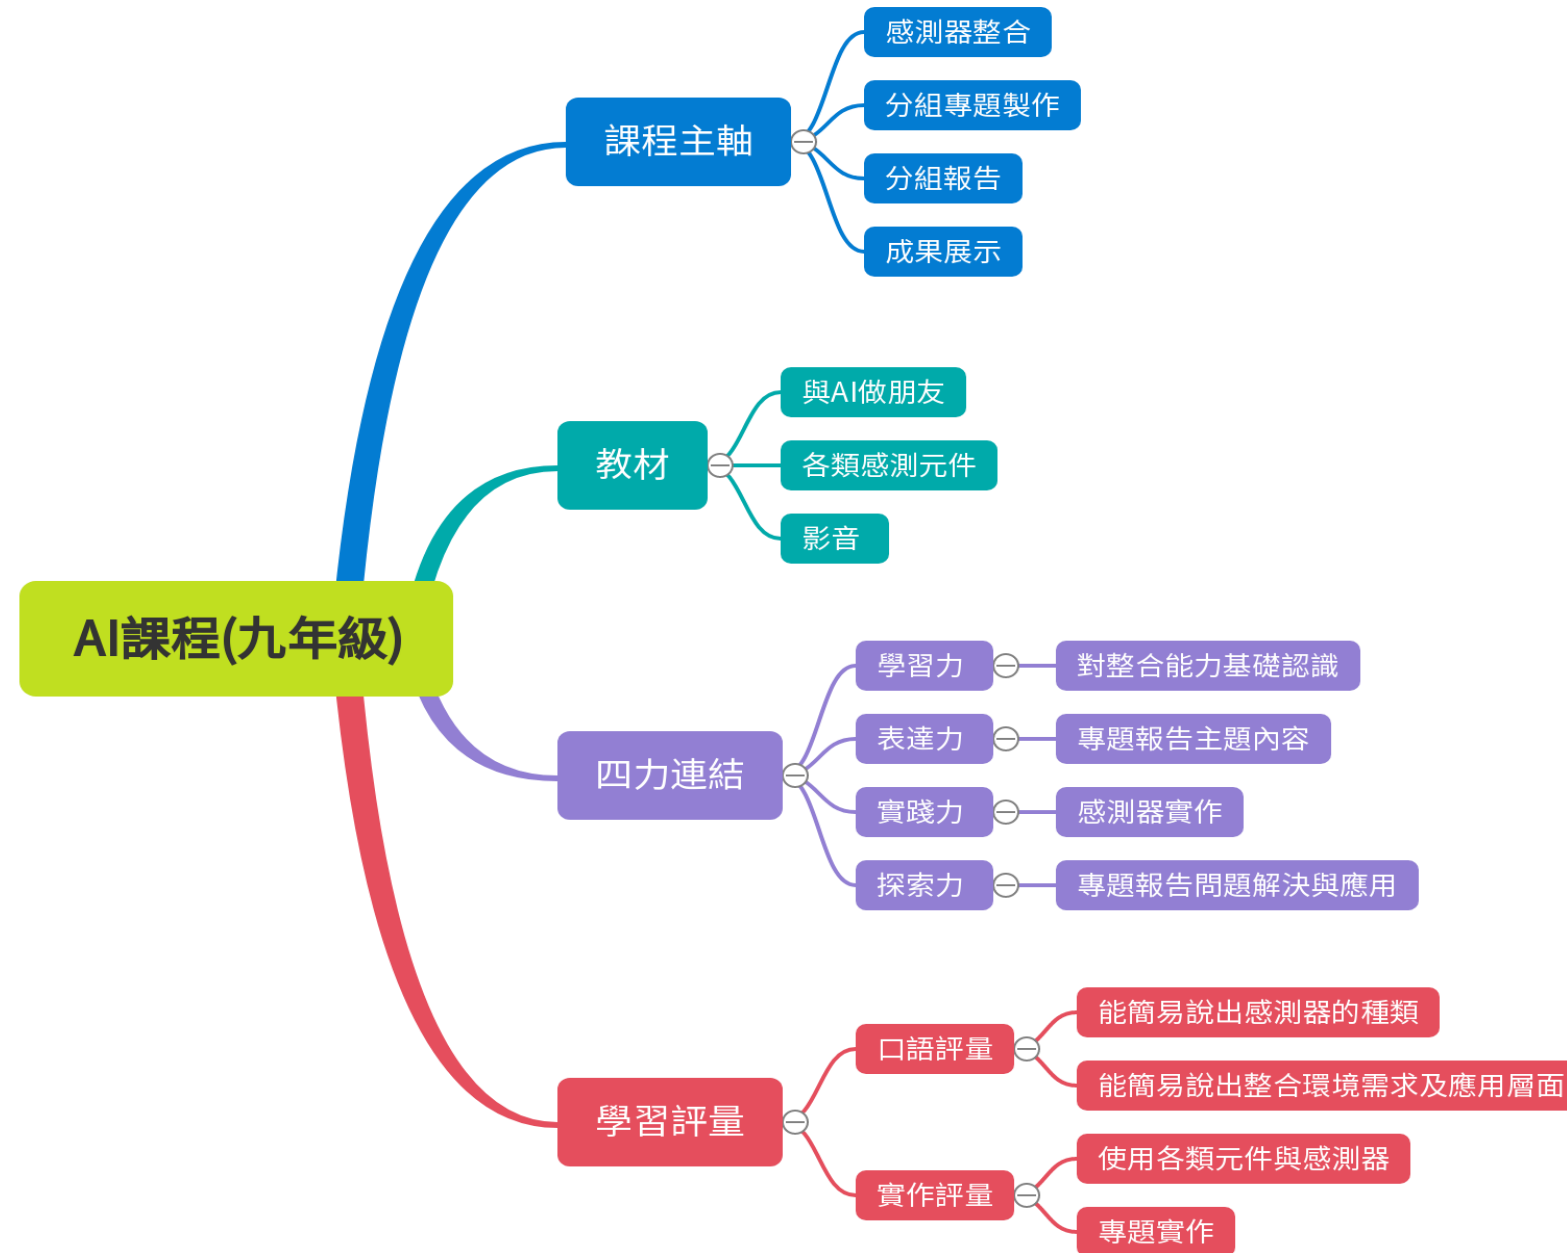 AI課程(九年級)
課程主軸
感測器整合
分組專題製作
分組報告
成果展示
教材
與AI做朋友
各類感測元件
影音
四力連結
學習力
對整合能力基礎認識
表達力
專題報告主題內容
實踐力
感測器實作
探索力
專題報告問題解決與應用
學習評量
口語評量
能簡易說出感測器的種類
能簡易說出整合環境需求及應用層面
實作評量
使用各類元件與感測器
專題實作